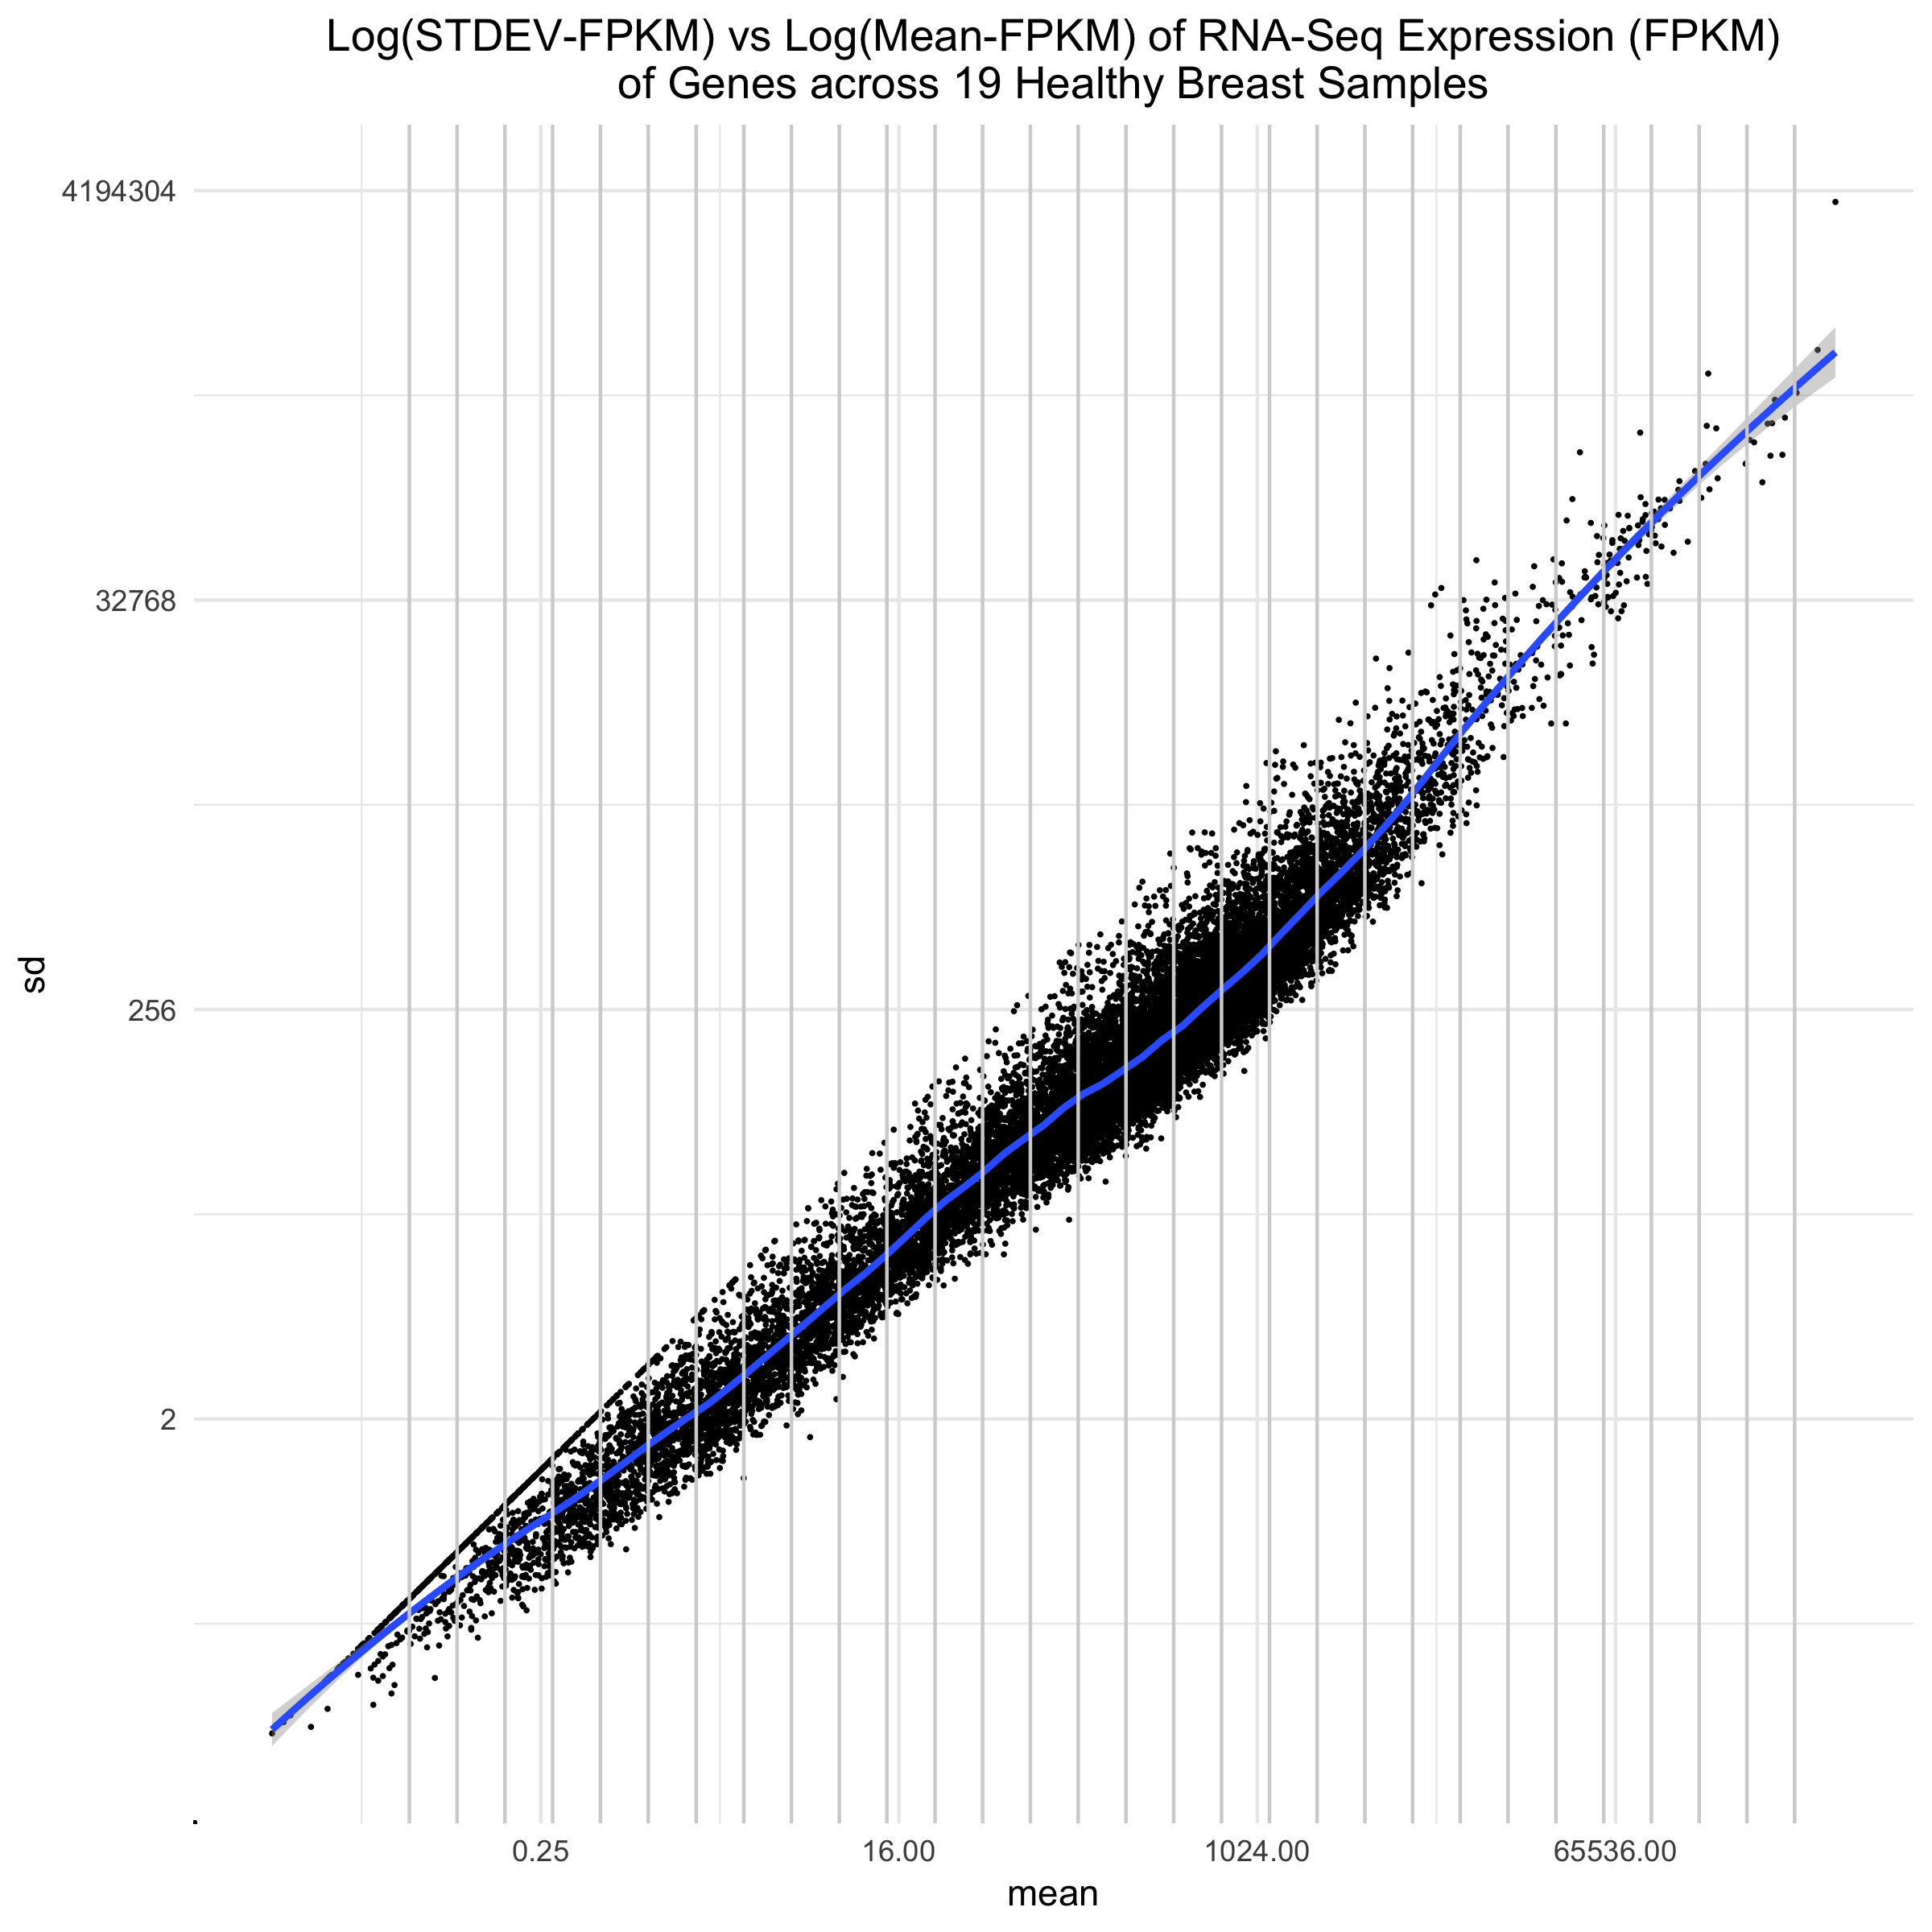 Log(STDEV-FPKM) vs Log(Mean-FPKM) of RNA-Seq Expression (FPKM)
of Genes across 19 Healthy Breast Samples
4194304
32768
256
2
sd
0.25 16.00 1024.00 65536.00
mean